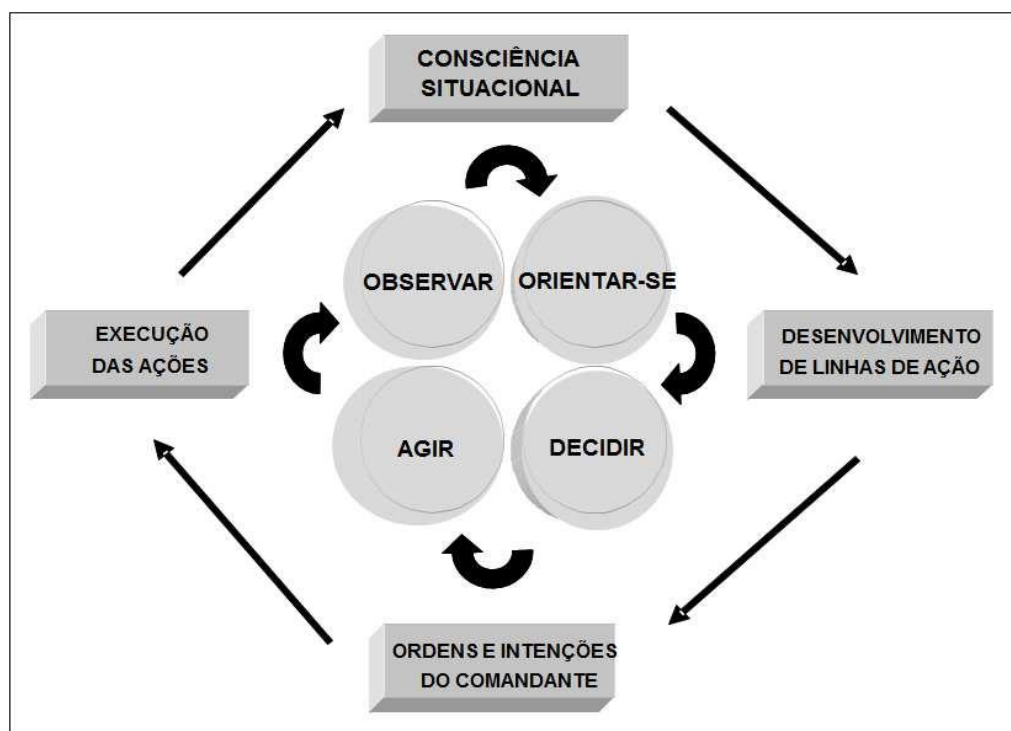 CONSCIÊNCIA
SITUACIONAL
OBSERVAR
ORIENTAR-SE
EXECUÇÃO
DAS AÇÕES
DESENVOLVIMENTO
DE LINHAS DE AÇÃO
AGIR
DECIDIR
ORDENS E INTENÇÕES
DO COMANDANTE